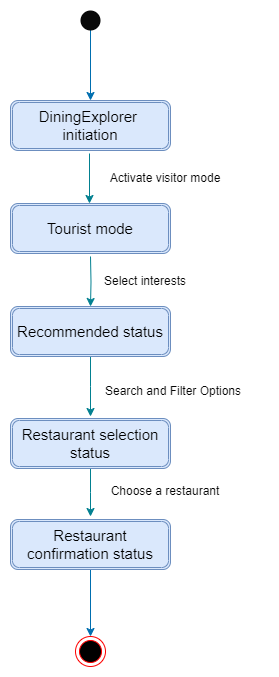 DiningExplorer
initiation
Activate visitor mode
Tourist mode
Select interests
Recommended status
Search and Filter Options
Restaurant selection
status
Choose a restaurant
Restaurant
confirmation status